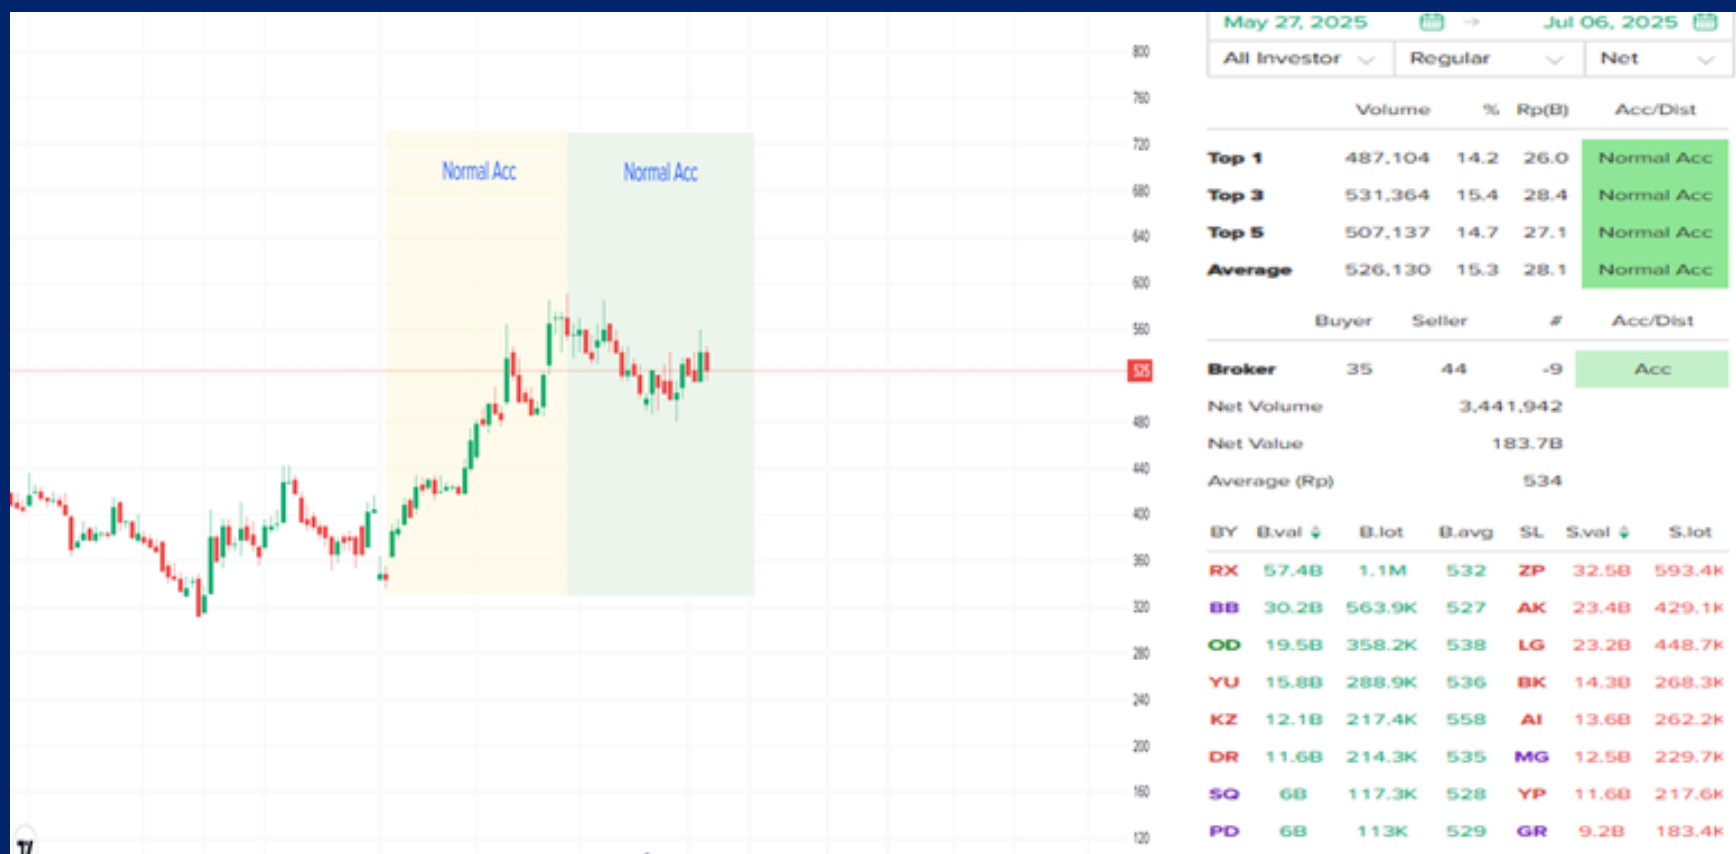 Normal Acc
Normal Acc
800
760
720
680
640
600
560
525
480
440
400
360
320
280
240
200
160
120
May 27, 2025 → Jul 06, 2025
All Investor Regular Net
Volume % Rp(B) Acc/Dist
Top 1 487,104 14.2 26.0 Normal Acc
Top 3 531,364 15.4 28.4 Normal Acc
Top 5 507,137 14.7 27.1 Normal Acc
Average 526,130 15.3 28.1 Normal Acc
Buyer Seller # Acc/Dist
Broker 35 44 -9 Acc
Net Volume 3,441,942
Net Value 183.7B
Average (Rp) 534
BY B.val B.lot B.avg SL S.val S.lot
RX 57.4B 1.1M 532 ZP 32.5B 593.4K
BB 30.2B 563.9K 527 AK 23.4B 429.1K
OD 19.5B 358.2K 538 LG 23.2B 448.7K
YU 15.8B 288.9K 536 BK 14.3B 268.3K
KZ 12.1B 217.4K 558 AI 13.6B 262.2K
DR 11.6B 214.3K 535 MG 12.5B 229.7K
SQ 6B 117.3K 528 YP 11.6B 217.6K
PD 6B 113K 529 GR 9.2B 183.4K